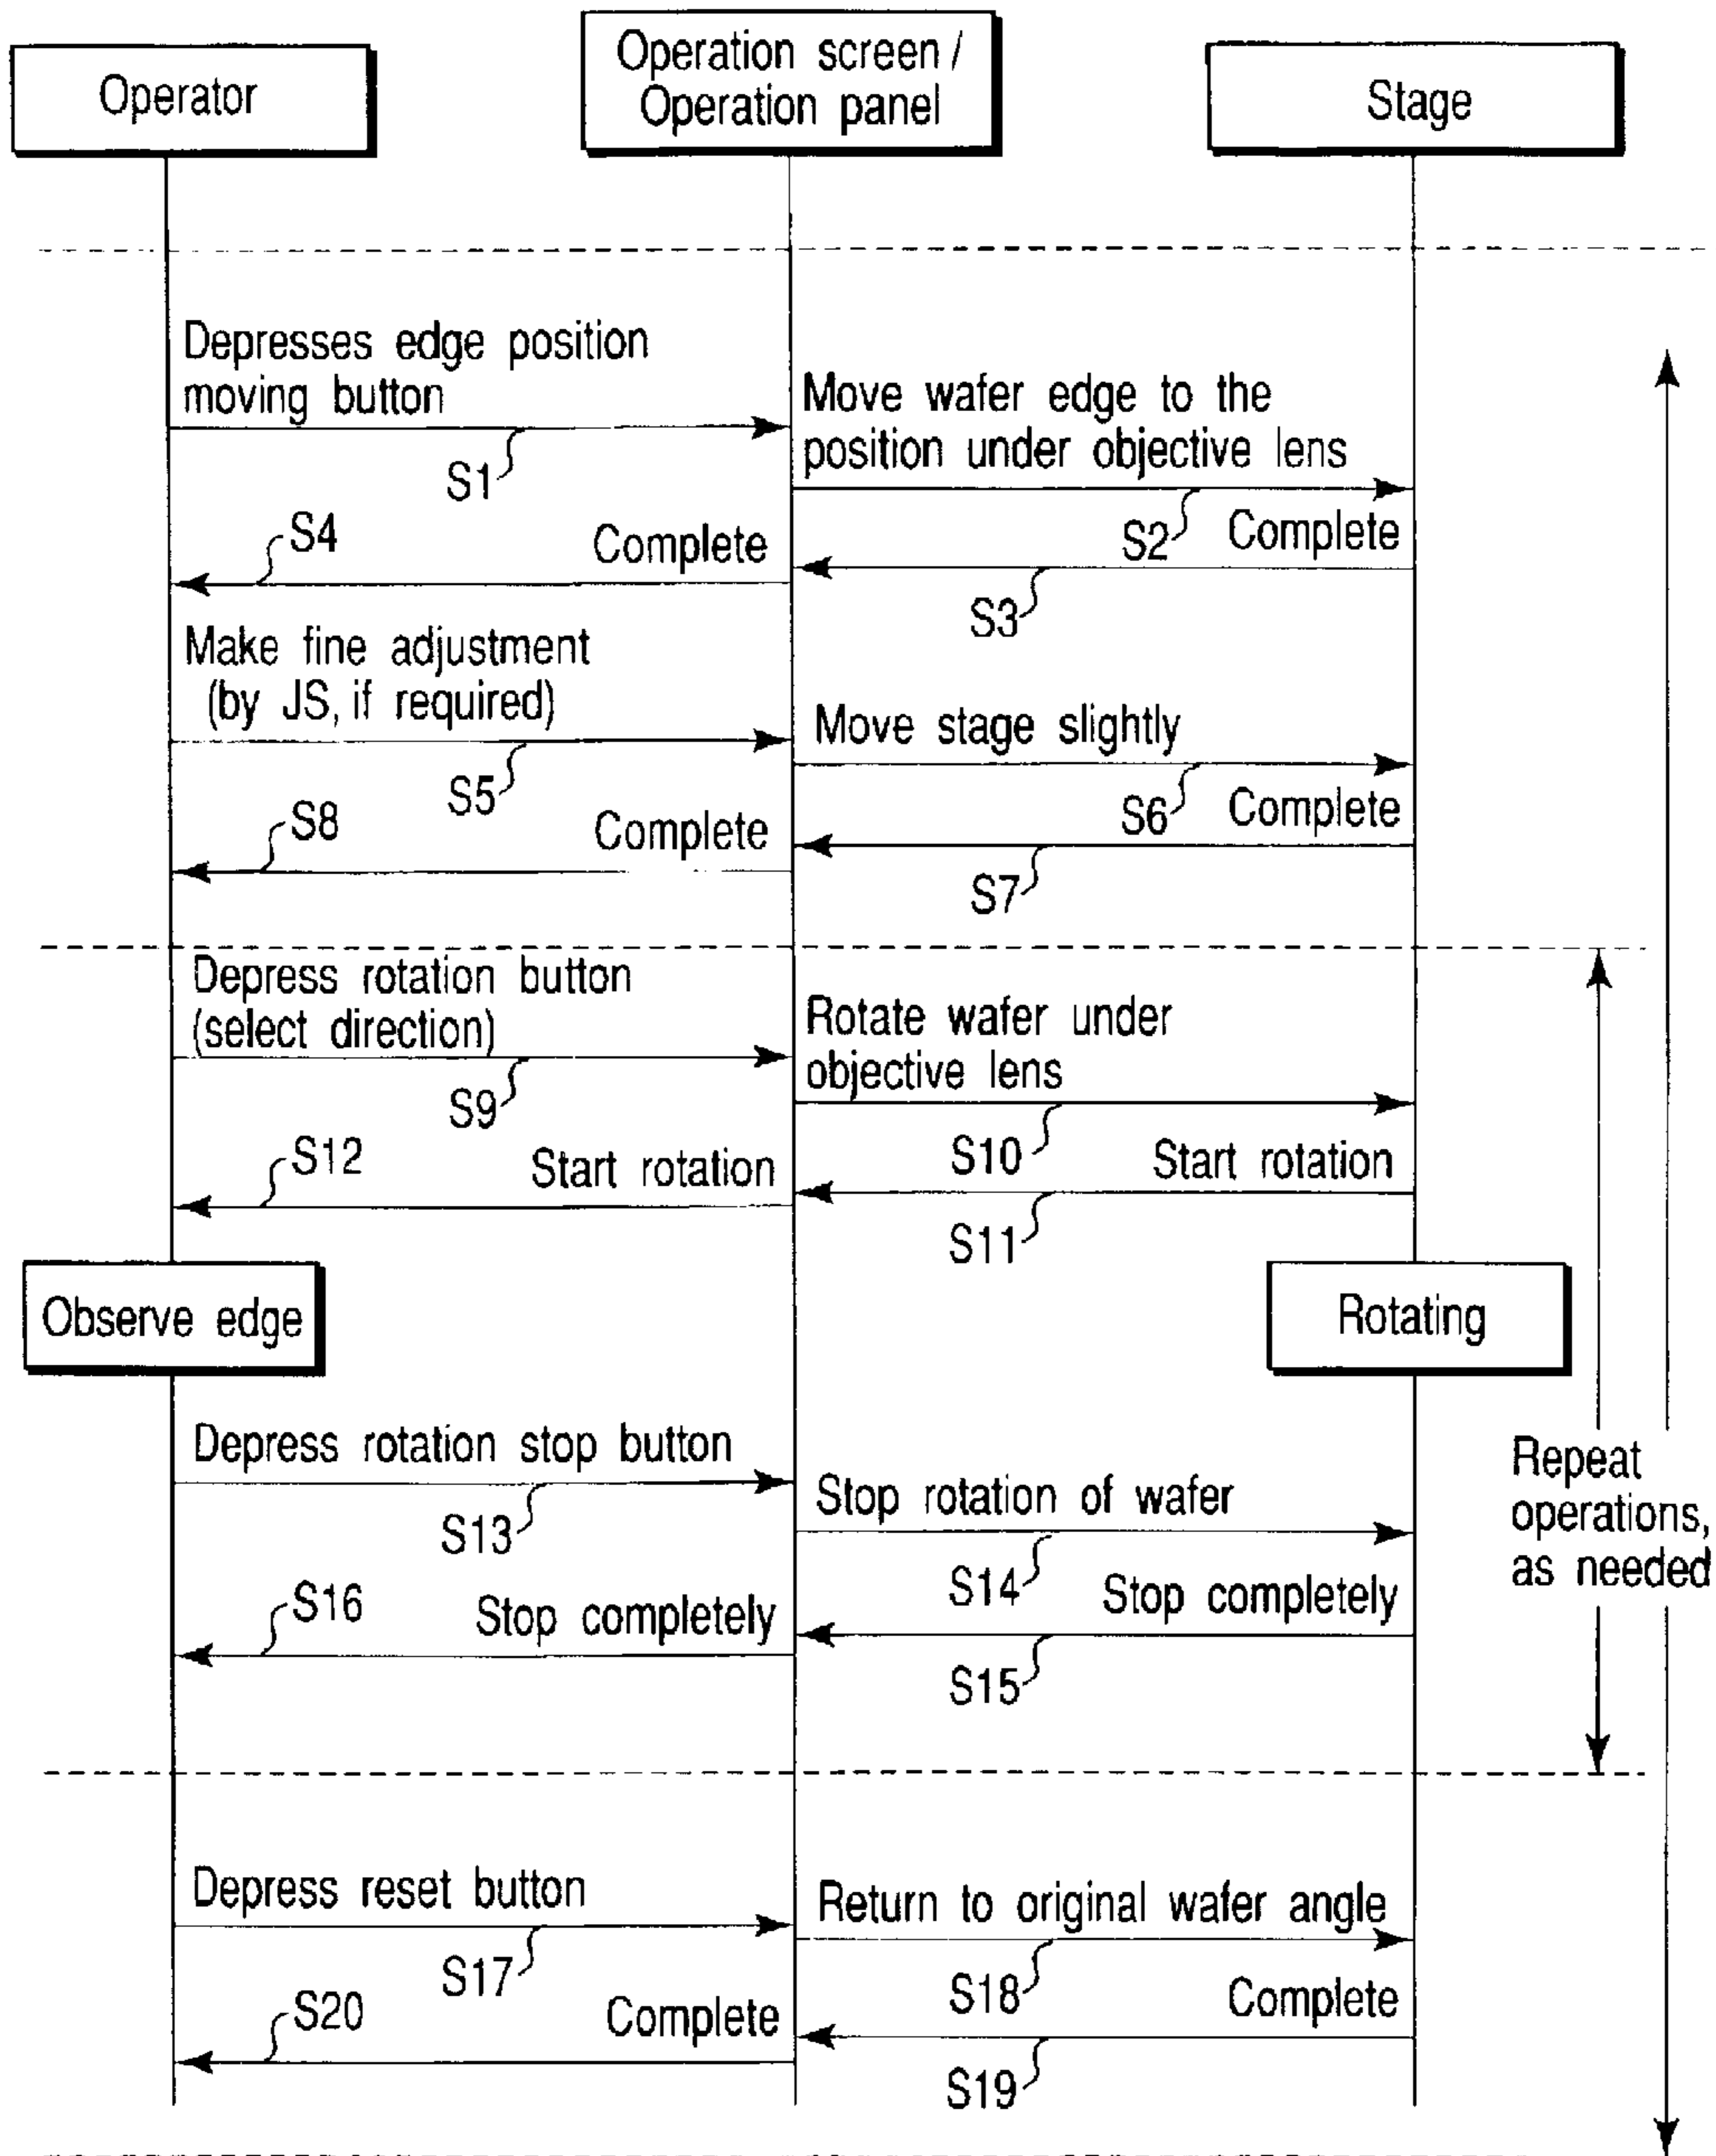 Operator
Operation screen /
Operation panel
Stage
Depresses edge position
moving button
S1
Move wafer edge to the
position under objective lens
S2
Complete
S3
Complete
S4
Make fine adjustment
(by JS, if required)
S5
Move stage slightly
S6
Complete
S7
Complete
S8
Depress rotation button
(select direction)
S9
Rotate wafer under
objective lens
S10
Start rotation
S11
Start rotation
S12
Observe edge
Rotating
Depress rotation stop button
S13
Stop rotation of wafer
S14
Stop completely
S15
Stop completely
S16
Repeat
operations,
as needed
Depress reset button
S17
Return to original wafer angle
S18
Complete
S19
Complete
S20